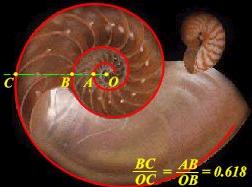 C B A O
BC/OC = AB/OB = 0.618